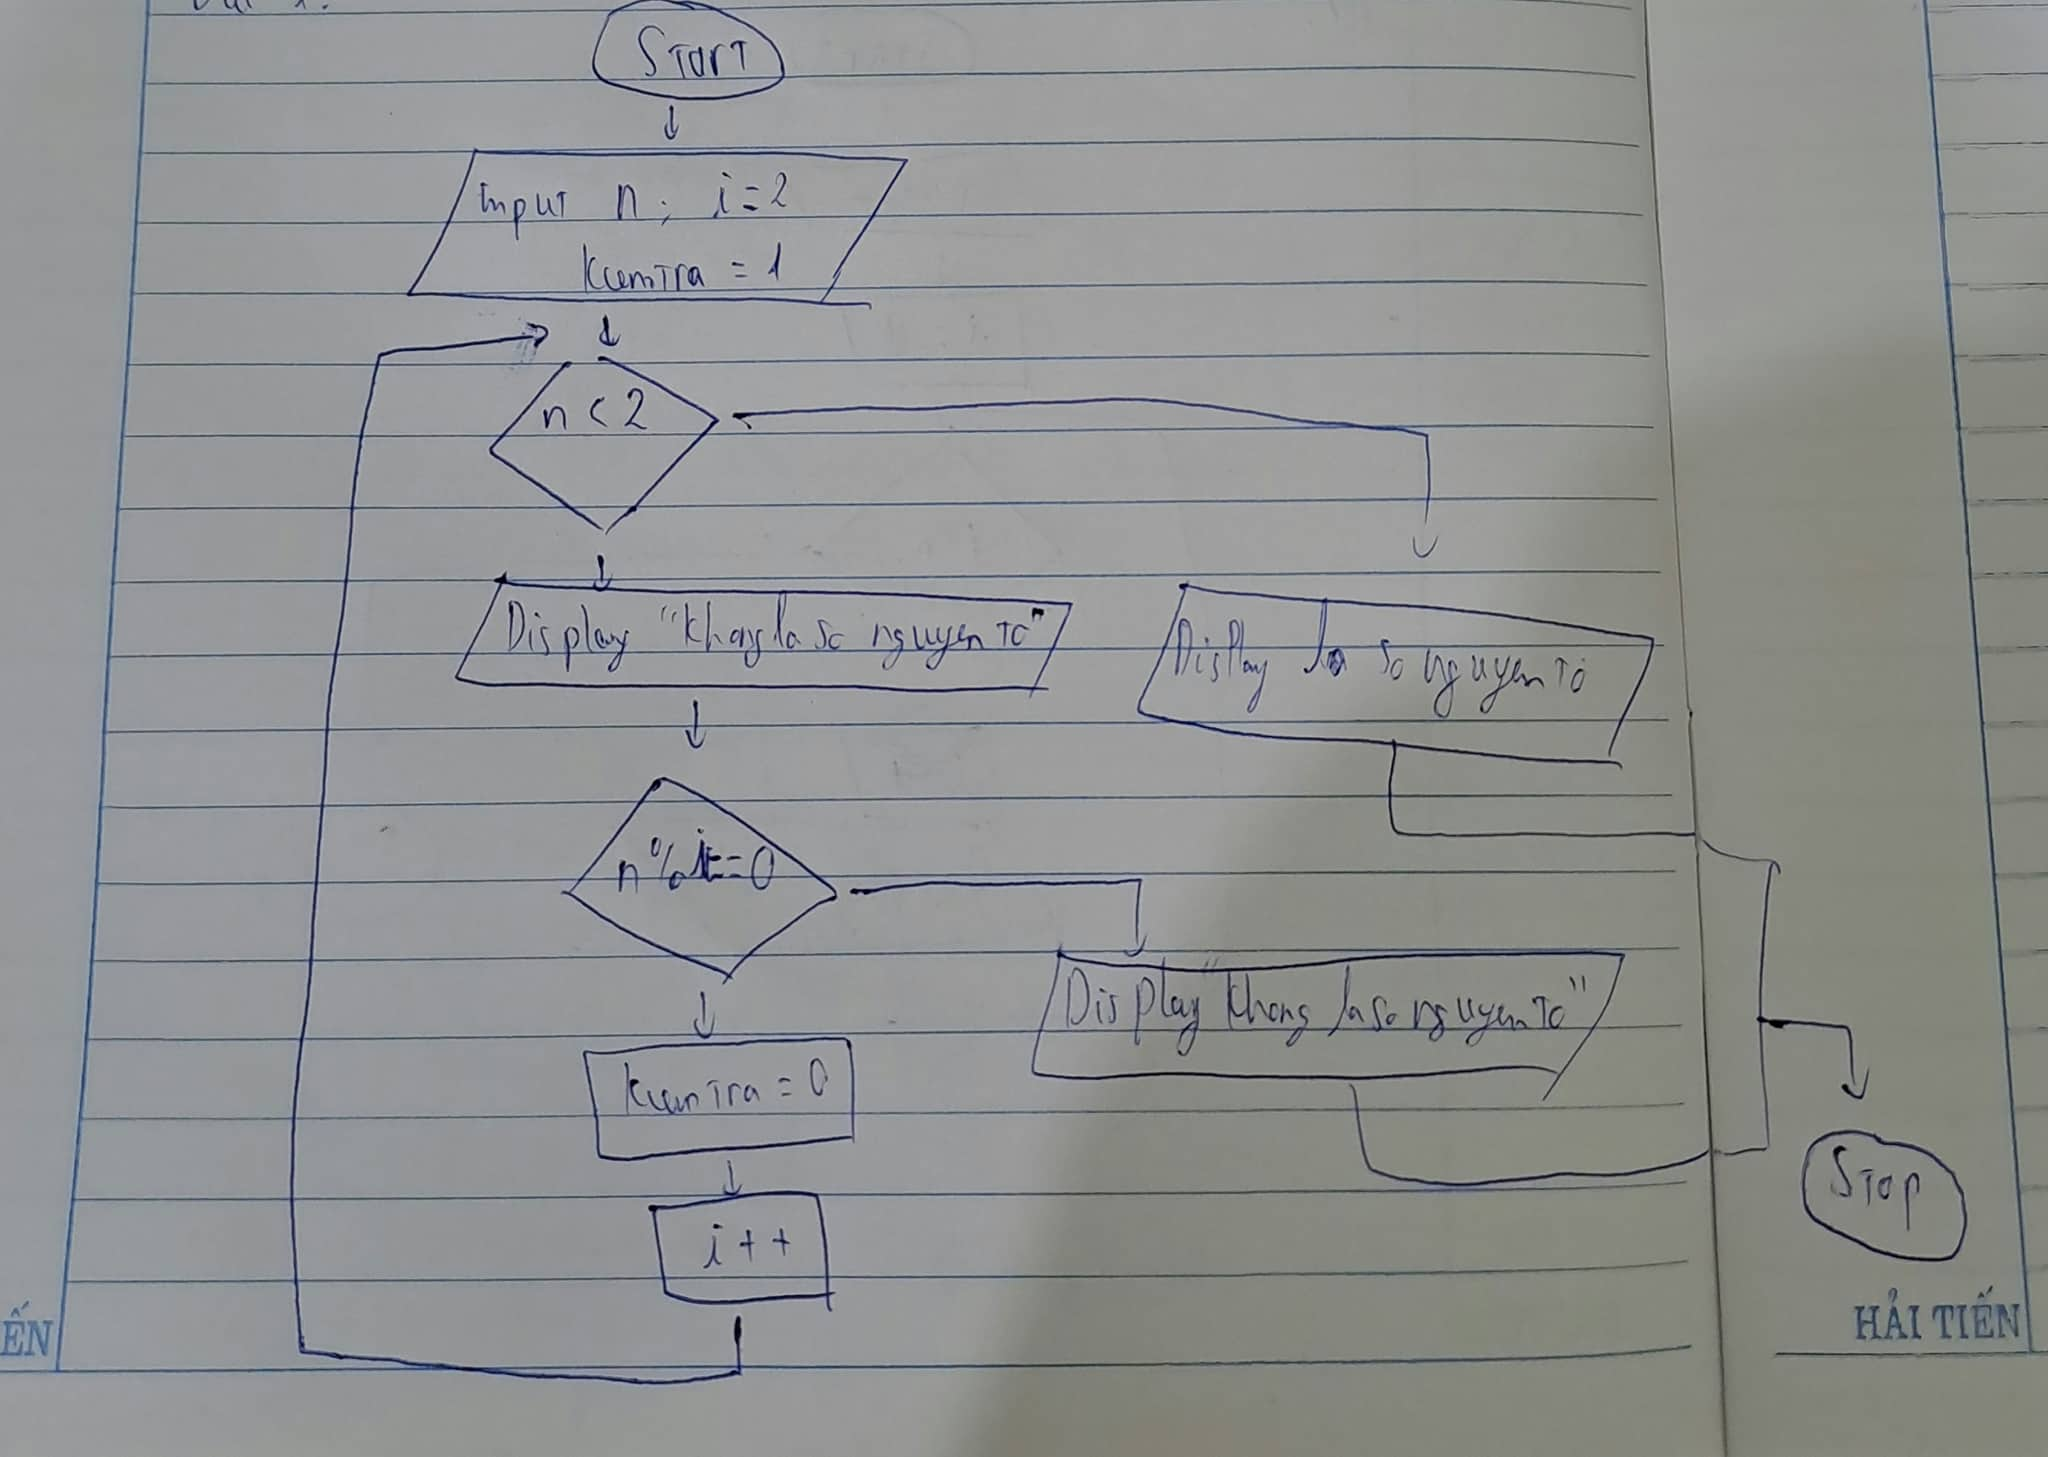 Start
Input n; i=2
kiemtra = 1
n < 2
Display "khong la so nguyen to"
Display la so nguyen to
n % i == 0
Display "khong la so nguyen to"
kiemtra = 0
i++
Stop
ẾN
HẢI TIẾN